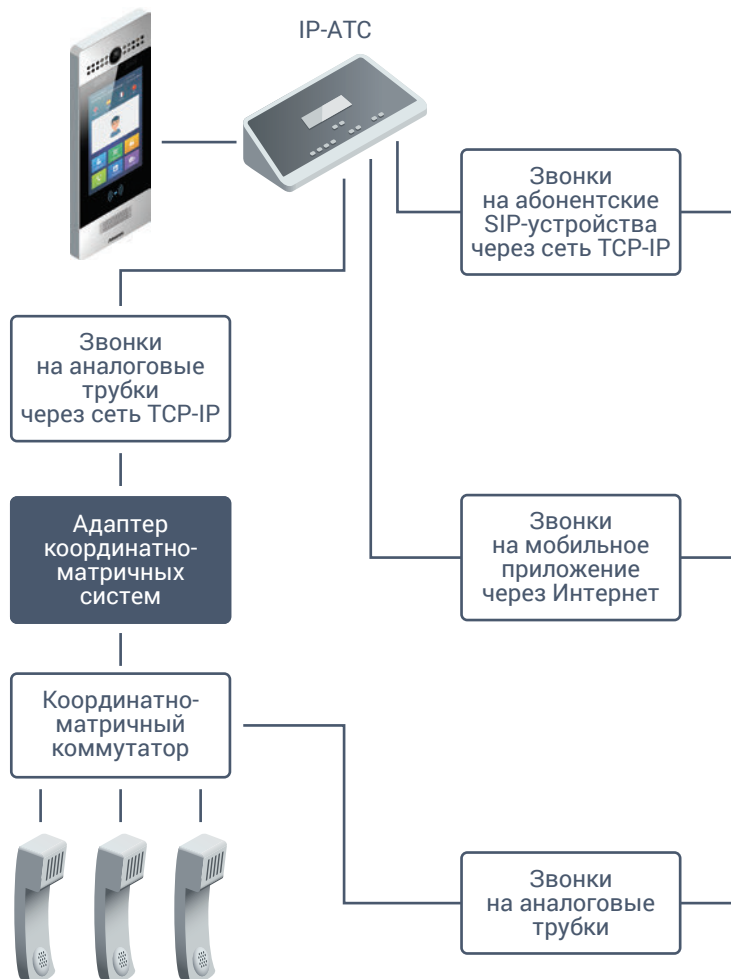 IP-АТС
Звонки
на абонентские
SIP-устройства
через сеть TCP-IP
Звонки
на аналоговые
трубки
через сеть TCP-IP
Адаптер
координатно-
матричных
систем
Звонки
на мобильное
приложение
через Интернет
Координатно-
матричный
коммутатор
Звонки
на аналоговые
трубки